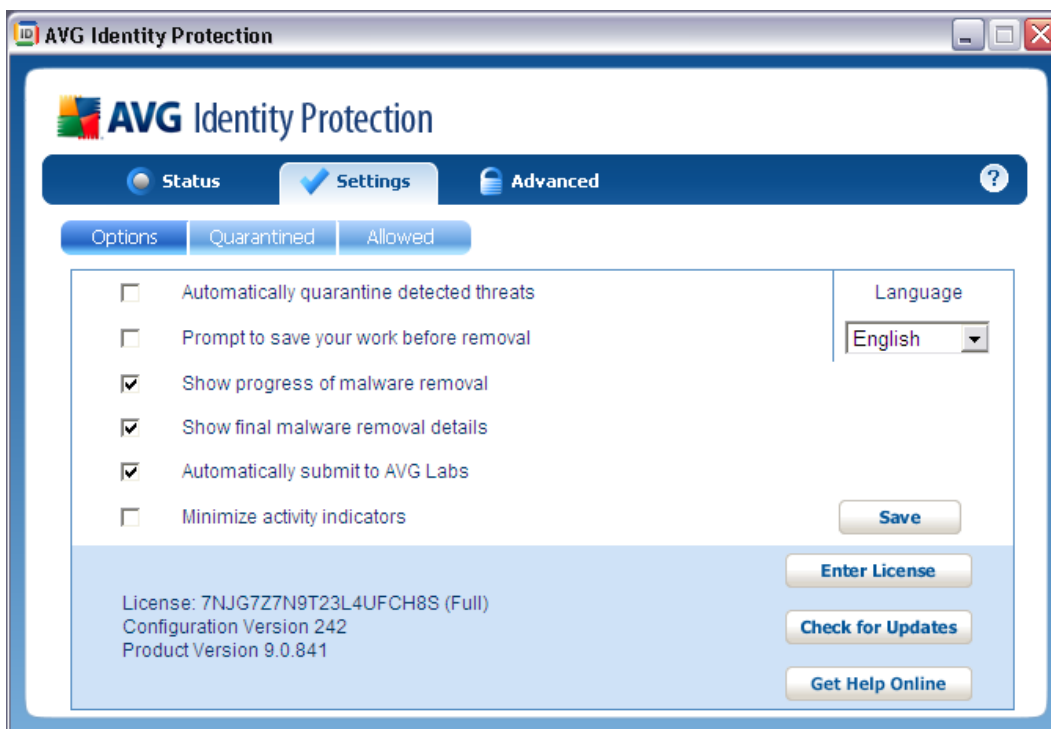 ID AVG Identity Protection
AVG Identity Protection
Status Settings Advanced ?
Options Quarantined Allowed
Automatically quarantine detected threats
Language
Prompt to save your work before removal
English
Show progress of malware removal
Show final malware removal details
Automatically submit to AVG Labs
Minimize activity indicators
Save
Enter License
License: 7NJG7Z7N9T23L4UFCH8S (Full)
Configuration Version 242
Check for Updates
Product Version 9.0.841
Get Help Online